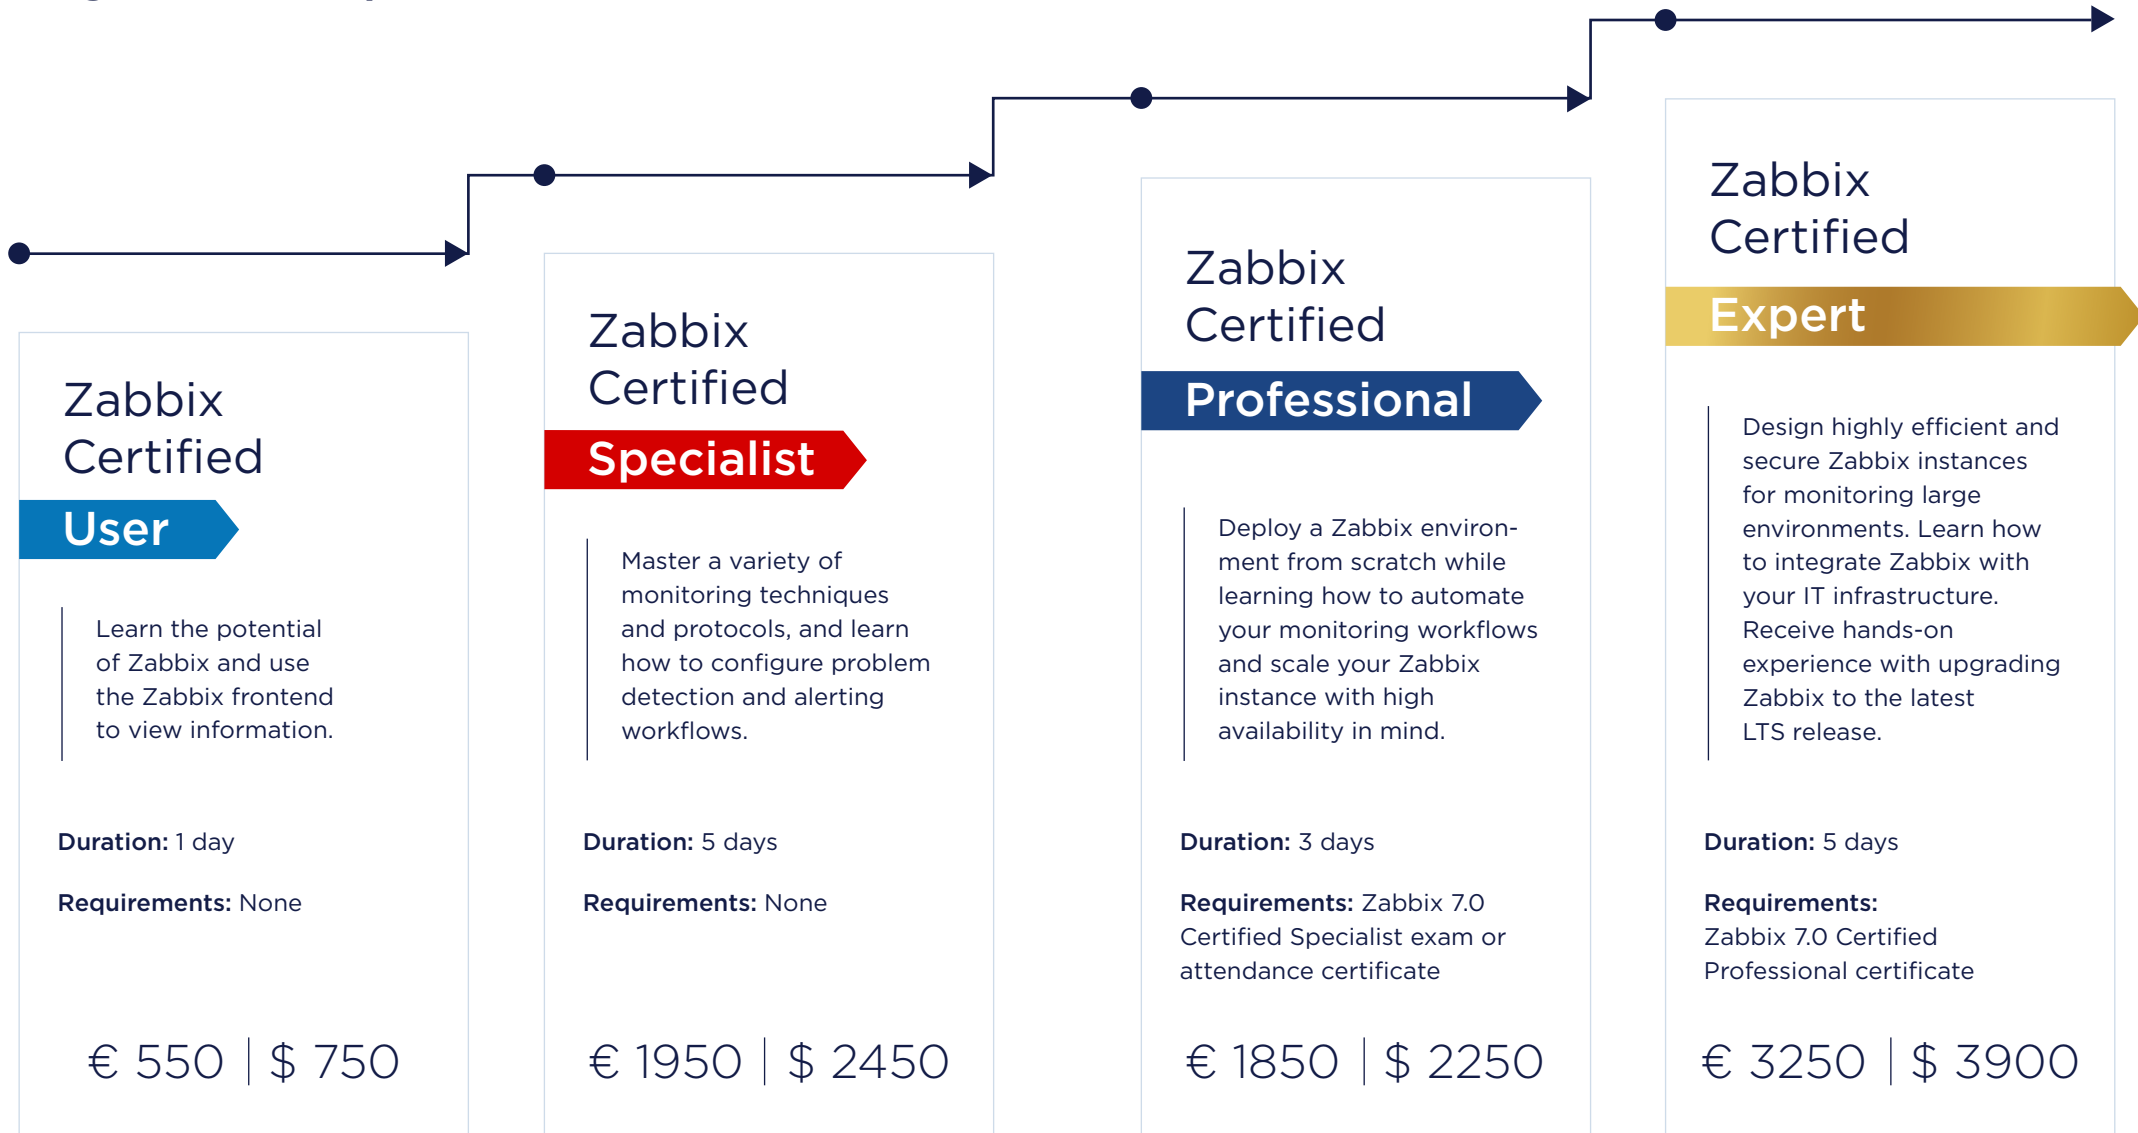 Zabbix
Certified
User
Learn the potential
of Zabbix and use
the Zabbix frontend
to view information.
Duration: 1 day
Requirements: None
€ 550 | $ 750
Zabbix
Certified
Specialist
Master a variety of
monitoring techniques
and protocols, and learn
how to configure problem
detection and alerting
workflows.
Duration: 5 days
Requirements: None
€ 1950 | $ 2450
Zabbix
Certified
Professional
Deploy a Zabbix environ-
ment from scratch while
learning how to automate
your monitoring workflows
and scale your Zabbix
instance with high
availability in mind.
Duration: 3 days
Requirements: Zabbix 7.0
Certified Specialist exam or
attendance certificate
€ 1850 | $ 2250
Zabbix
Certified
Expert
Design highly efficient and
secure Zabbix instances
for monitoring large
environments. Learn how
to integrate Zabbix with
your IT infrastructure.
Receive hands-on
experience with upgrading
Zabbix to the latest
LTS release.
Duration: 5 days
Requirements:
Zabbix 7.0 Certified
Professional certificate
€ 3250 | $ 3900